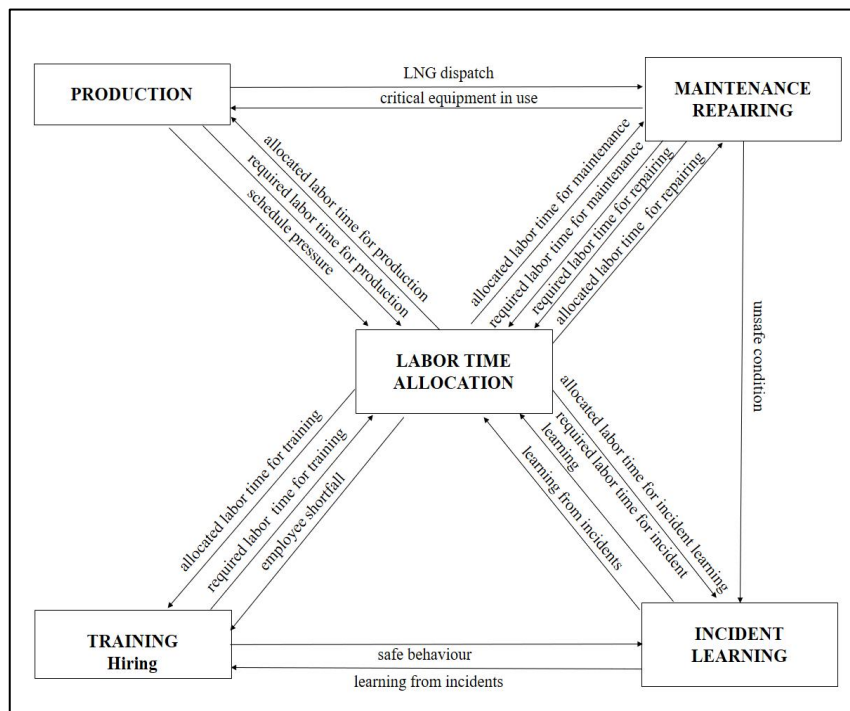 LNG dispatch
PRODUCTION
critical equipment in use
MAINTENANCE
REPAIRING
allocated labor time for production
required labor time for production
schedule pressure
allocated labor time for maintenance
required labor time for maintenance
required labor time for repairing
allocated labor time for repairing
unsafe condition
LABOR TIME
ALLOCATION
allocated labor time for training
required labor time for training
employee shortfall
allocated labor time for incident learning
required labor time for incident
learning
learning from incidents
TRAINING
Hiring
safe behaviour
learning from incidents
INCIDENT
LEARNING